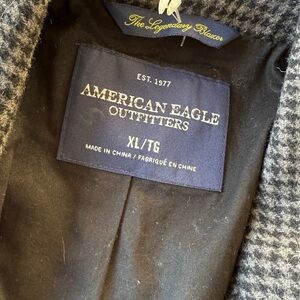 The Legendary Blazer
EST. 1977
AMERICAN EAGLE
OUTFITTERS
XL/TG
MADE IN CHINA / FABRIQUÉ EN CHINE